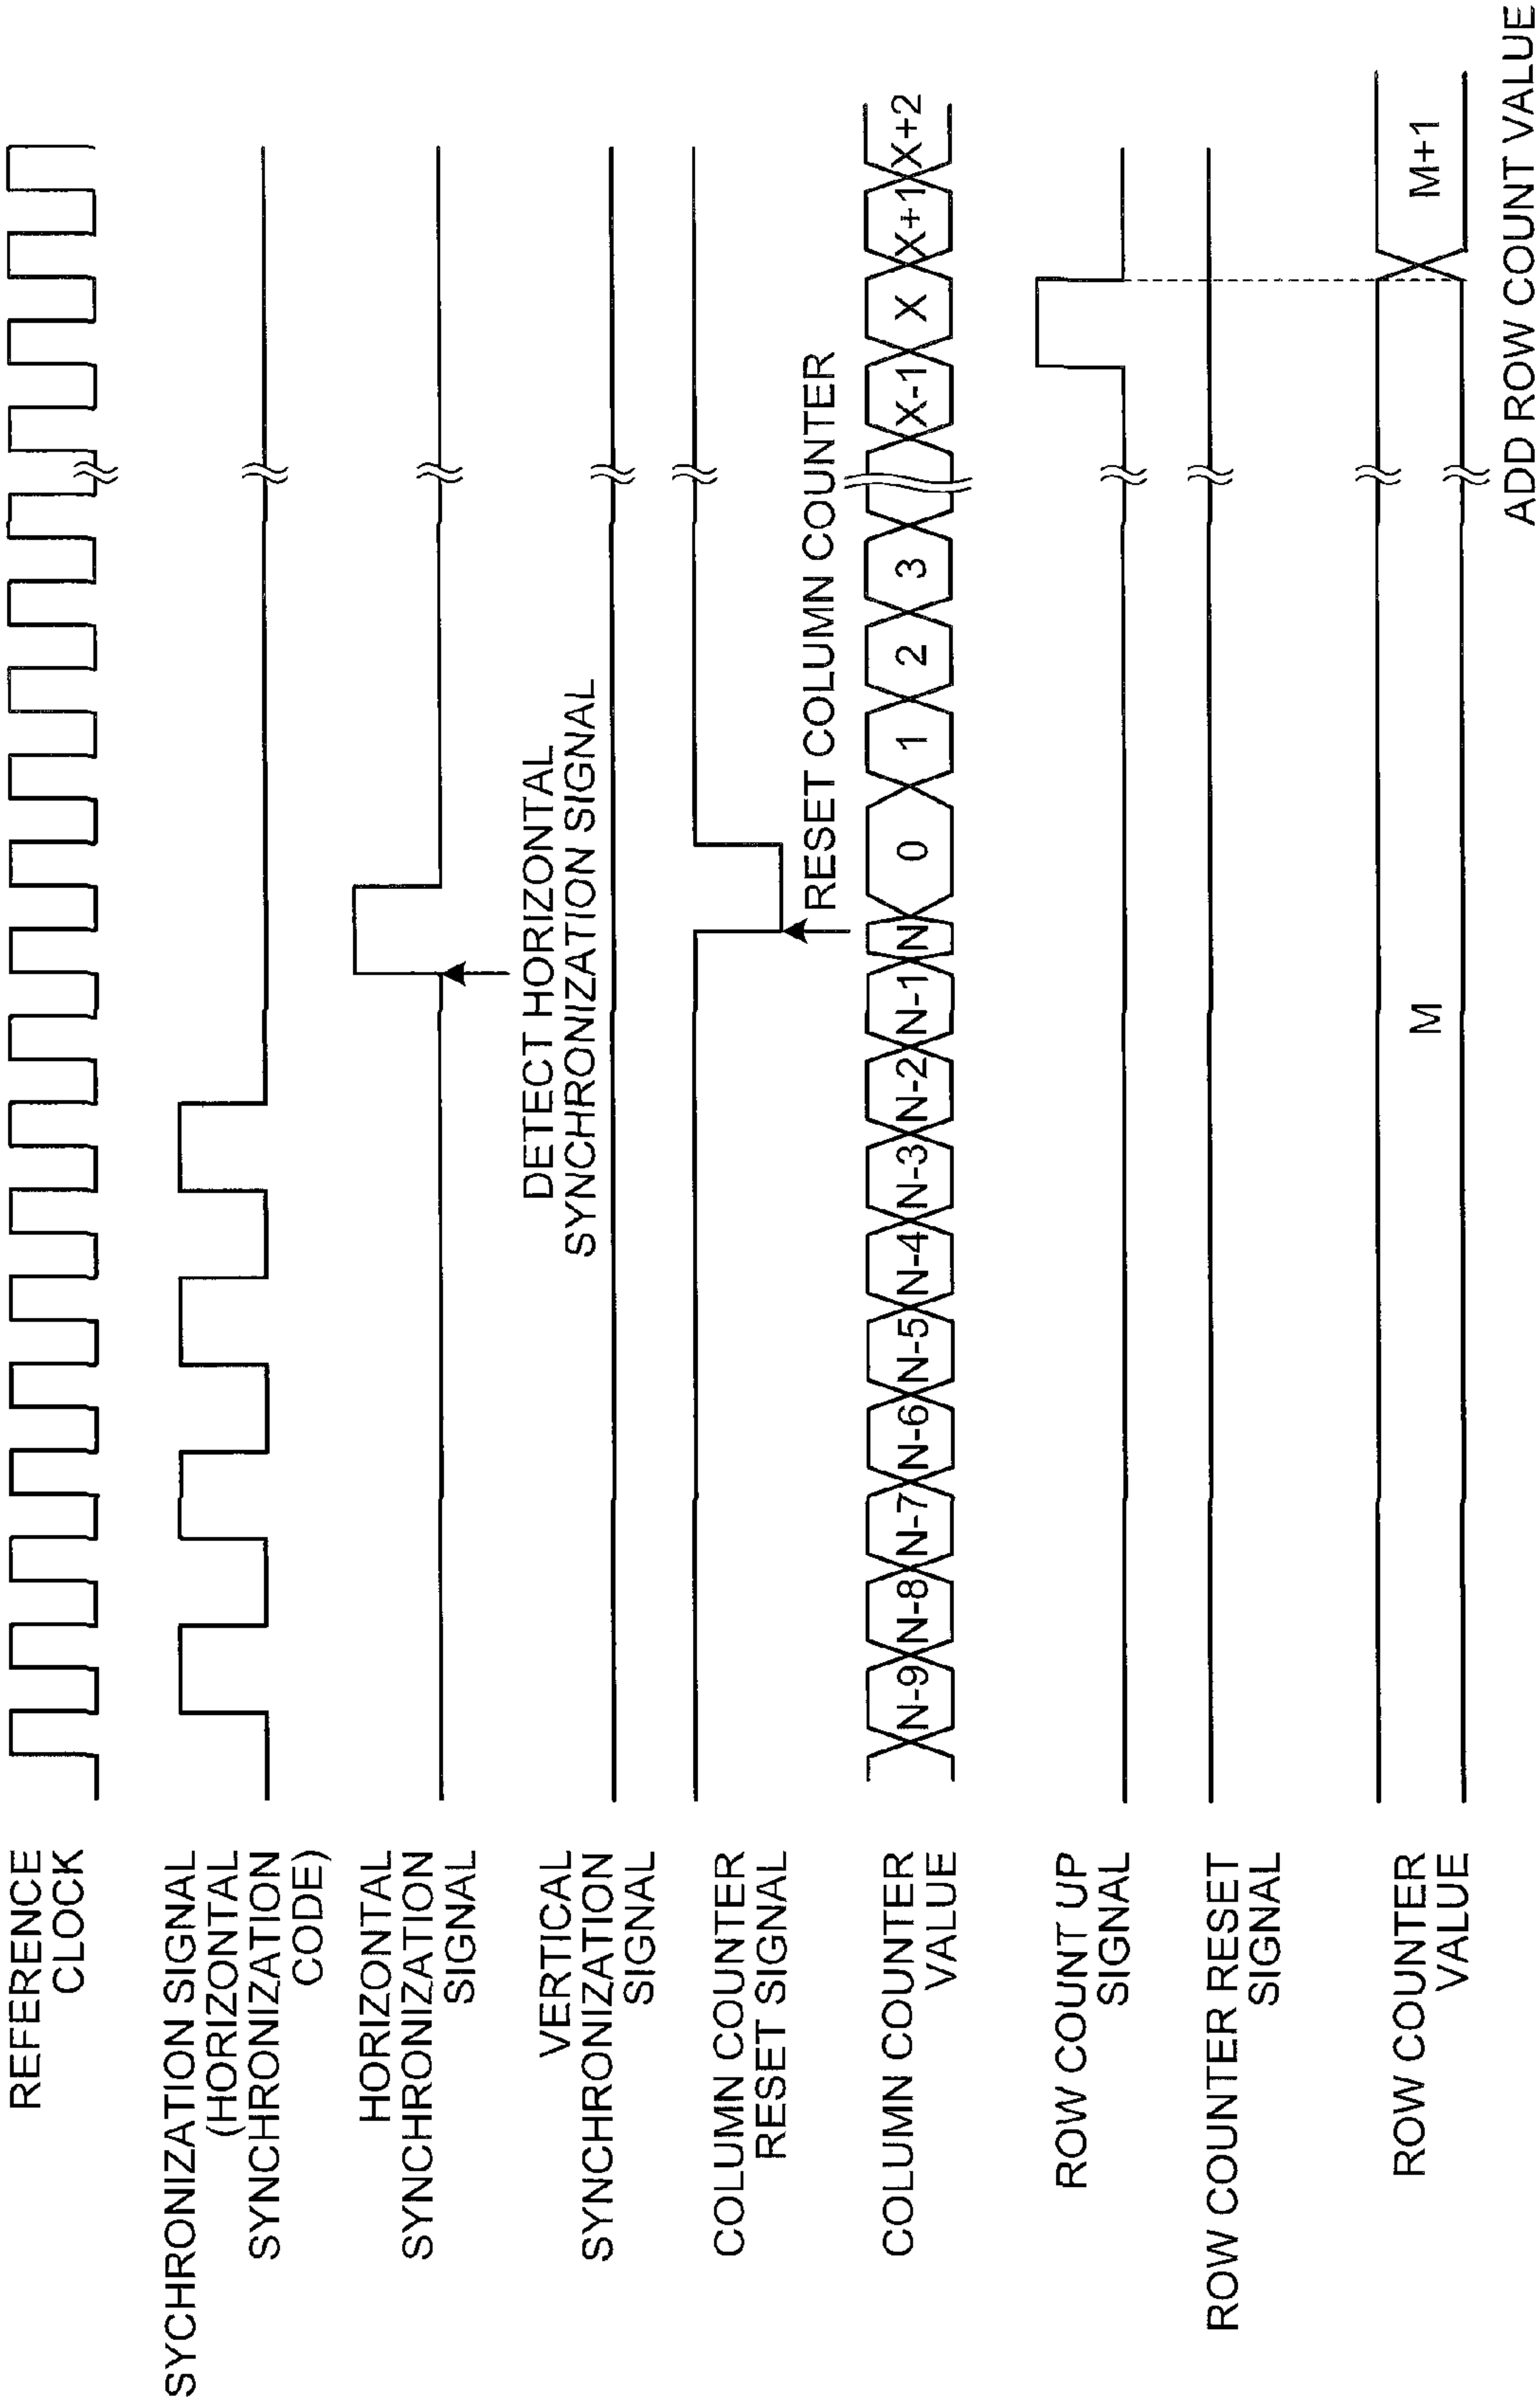 REFERENCE
CLOCK
SYCHRONIZATION SIGNAL
(HORIZONTAL
SYNCHRONIZATION
CODE)
HORIZONTAL
SYNCHRONIZATION
SIGNAL
DETECT HORIZONTAL
SYNCHRONIZATION SIGNAL
VERTICAL
SYNCHRONIZATION
SIGNAL
COLUMN COUNTER
RESET SIGNAL
RESET COLUMN COUNTER
COLUMN COUNTER
VALUE
N-9 N-8 N-7 N-6 N-5 N-4 N-3 N-2 N-1 N 0 1 2 3 X-1 X X+1 X+2
ROW COUNT UP
SIGNAL
ROW COUNTER RESET
SIGNAL
ROW COUNTER
VALUE
M M+1
ADD ROW COUNT VALUE